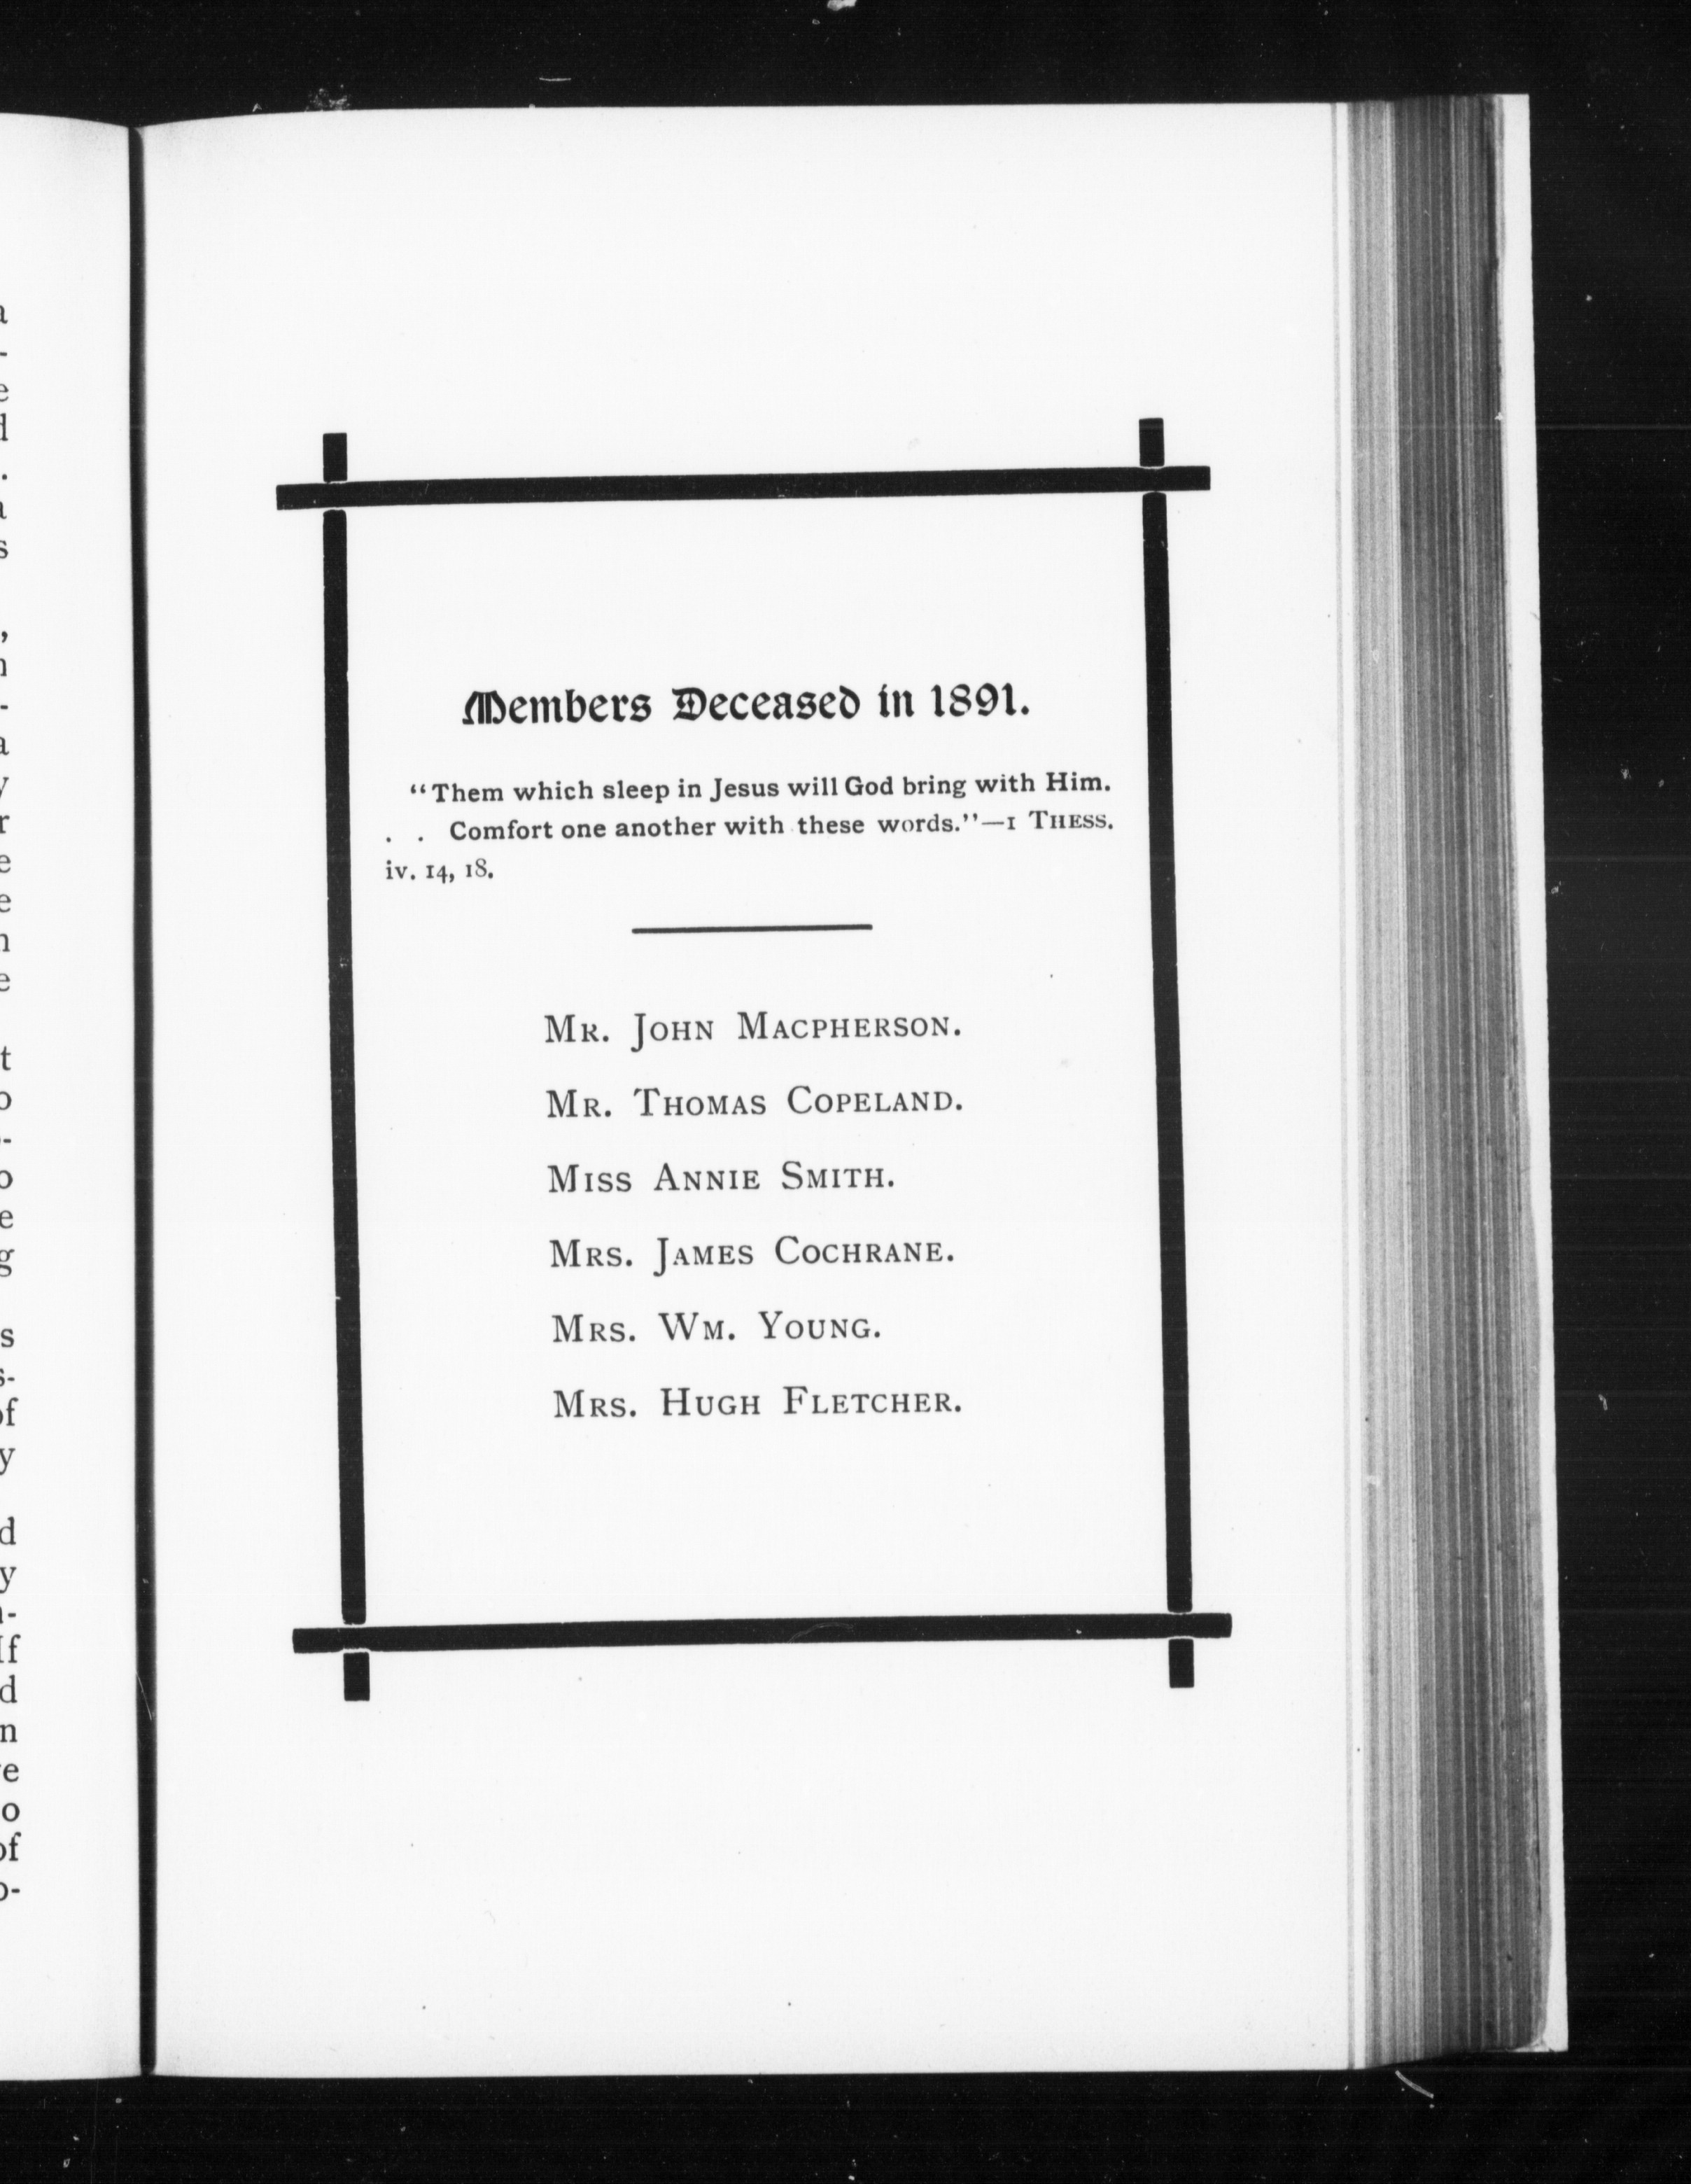 Members Deceased in 1891.
“Them which sleep in Jesus will God bring with Him.
. . Comfort one another with these words.”—1 THESS.
iv. 14, 18.
MR. JOHN MACPHERSON.
MR. THOMAS COPELAND.
MISS ANNIE SMITH.
MRS. JAMES COCHRANE.
MRS. WM. YOUNG.
MRS. HUGH FLETCHER.